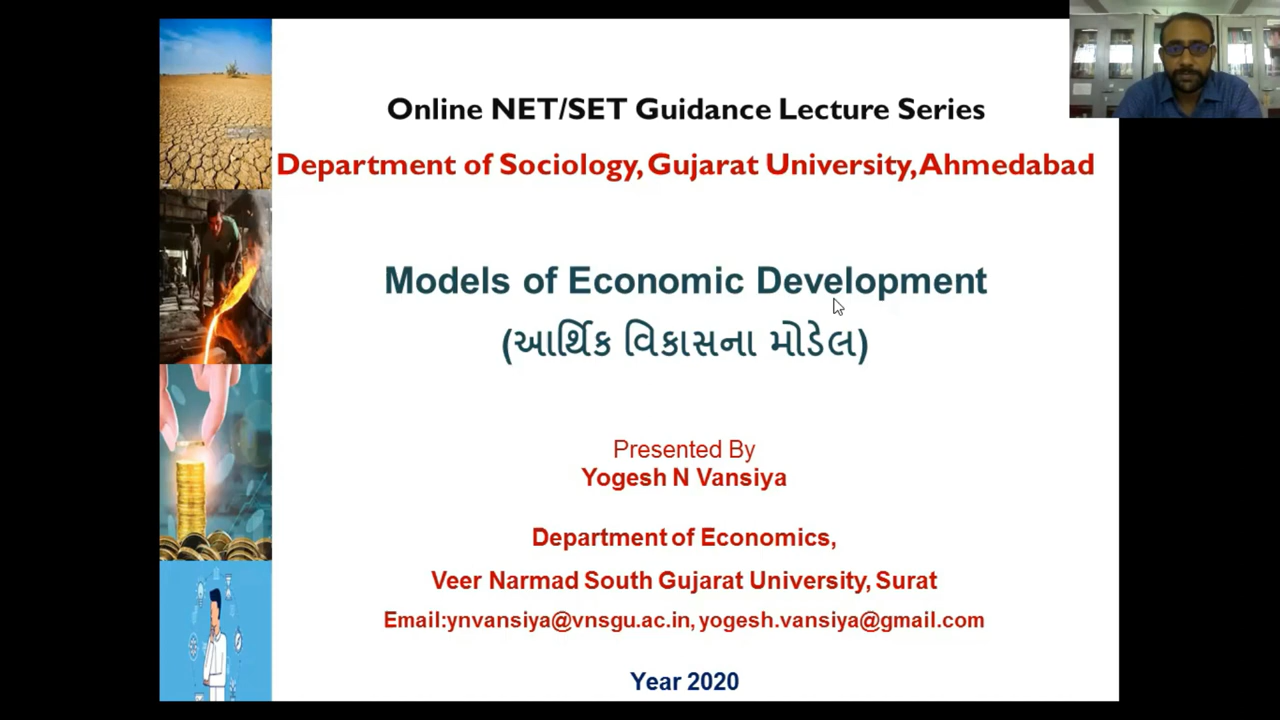 Online NET/SET Guidance Lecture Series
Department of Sociology, Gujarat University, Ahmedabad
Models of Economic Development
(આર્થિક વિકાસના મોડેલ)
Presented By
Yogesh N Vansiya
Department of Economics,
Veer Narmad South Gujarat University, Surat
Email:ynvansiya@vnsgu.ac.in, yogesh.vansiya@gmail.com
Year 2020